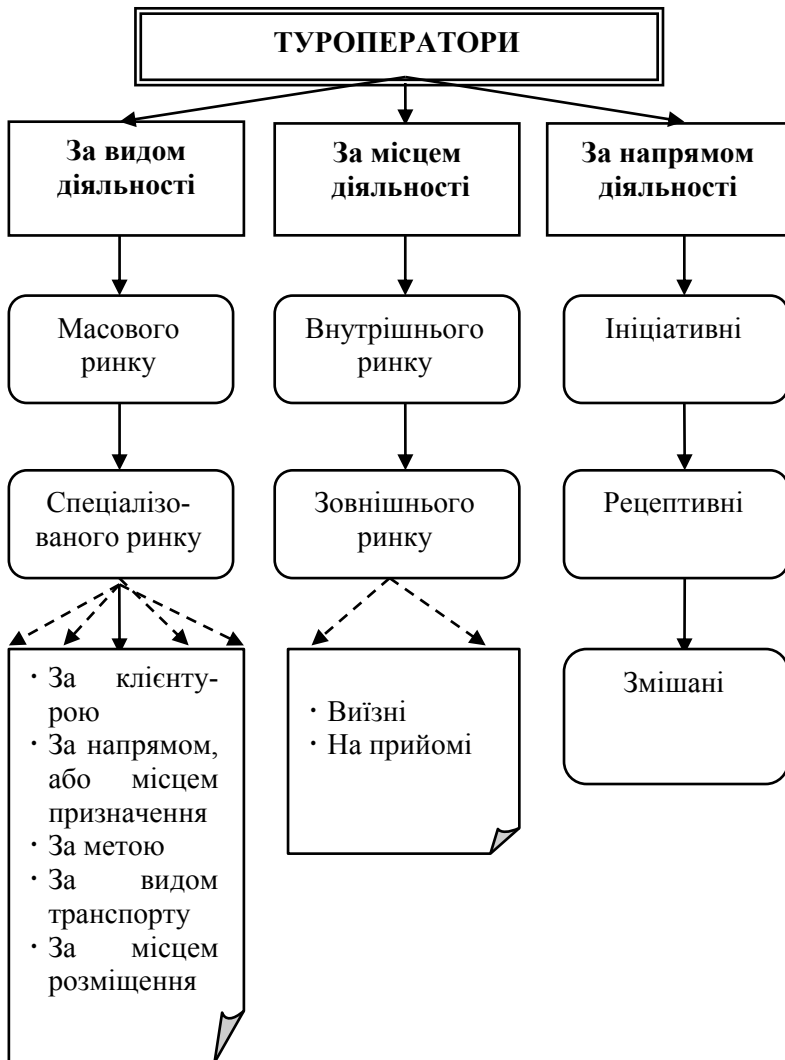 ТУРОПЕРАТОРИ
За видом
діяльності
За місцем
діяльності
За напрямом
діяльності
Масового
ринку
Внутрішнього
ринку
Ініціативні
Спеціалізо-
ваного ринку
Зовнішнього
ринку
Рецептивні
· За клієнту-
рою
· За напрямом,
або місцем
призначення
· За метою
· За видом
транспорту
· За місцем
розміщення
· Виїзні
· На прийомі
Змішані